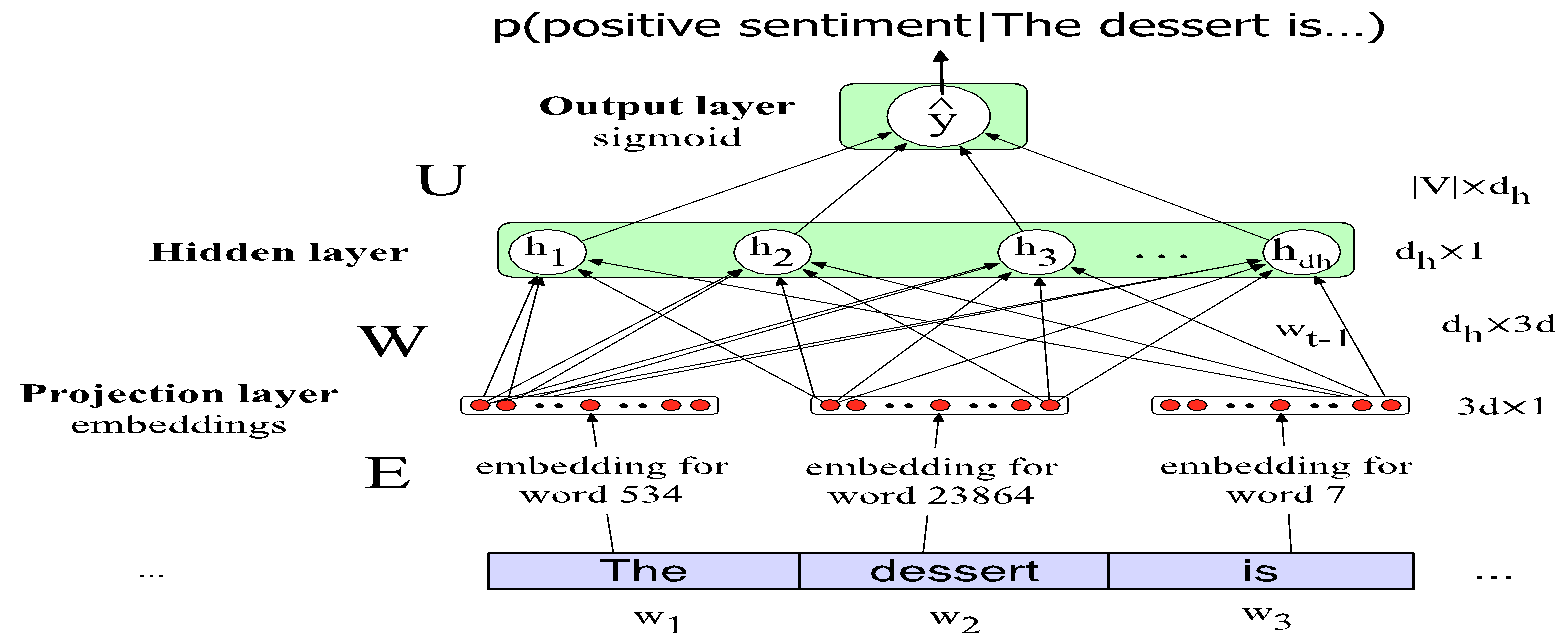 p(positive sentiment|The dessert is...)
Output layer
sigmoid
ŷ
U
|V|×dₕ
Hidden layer
h₁ h₂ h₃ . . . h_dh
dₕ×1
W
wₜ₋₁
dₕ×3d
Projection layer
embeddings
3d×1
E
embedding for
word 534
embedding for
word 23864
embedding for
word 7
... The dessert is ...
w₁ w₂ w₃